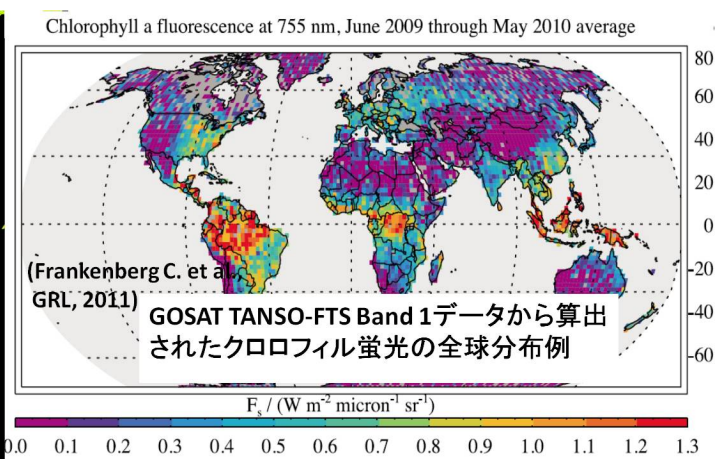 Chlorophyll a fluorescence at 755 nm, June 2009 through May 2010 average
80
60
40
20
0
-20
-40
-60
(Frankenberg C. et al.
GRL, 2011)
GOSAT TANSO-FTS Band 1データから算出
されたクロロフィル蛍光の全球分布例
Fs / (W m-2 micron-1 sr-1)
0.0 0.1 0.2 0.3 0.4 0.5 0.6 0.7 0.8 0.9 1.0 1.1 1.2 1.3